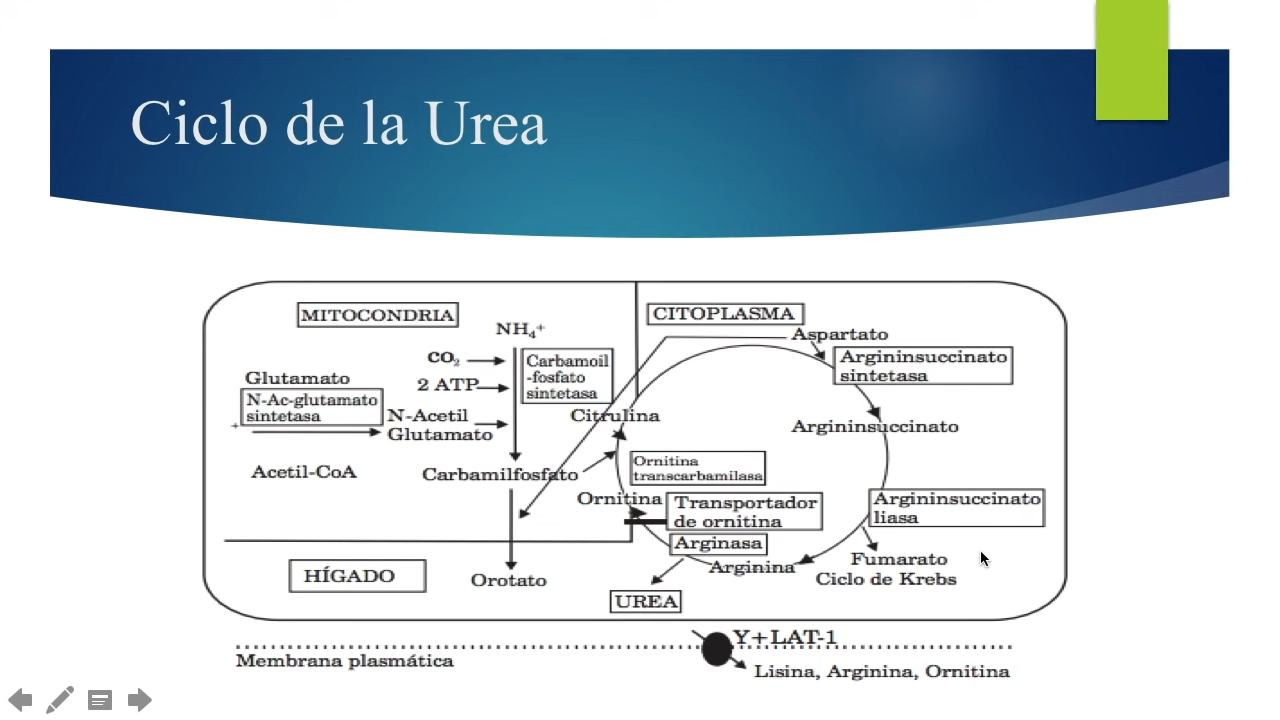 Ciclo de la Urea
MITOCONDRIA
CITOPLASMA
NH₄⁺
Aspartato
CO₂
Carbamoil
-fosfato
sintetasa
Argininsuccinato
sintetasa
Glutamato
2 ATP
N-Ac-glutamato
sintetasa
+
N-Acetil
Glutamato
Citrulina
Argininsuccinato
Acetil-CoA
Carbamilfosfato
Ornitina
transcarbamilasa
Ornitina
Transportador
de ornitina
Argininsuccinato
liasa
Arginasa
Arginina
Fumarato
Ciclo de Krebs
HÍGADO
Orotato
UREA
Y+LAT-1
Membrana plasmática
Lisina, Arginina, Ornitina